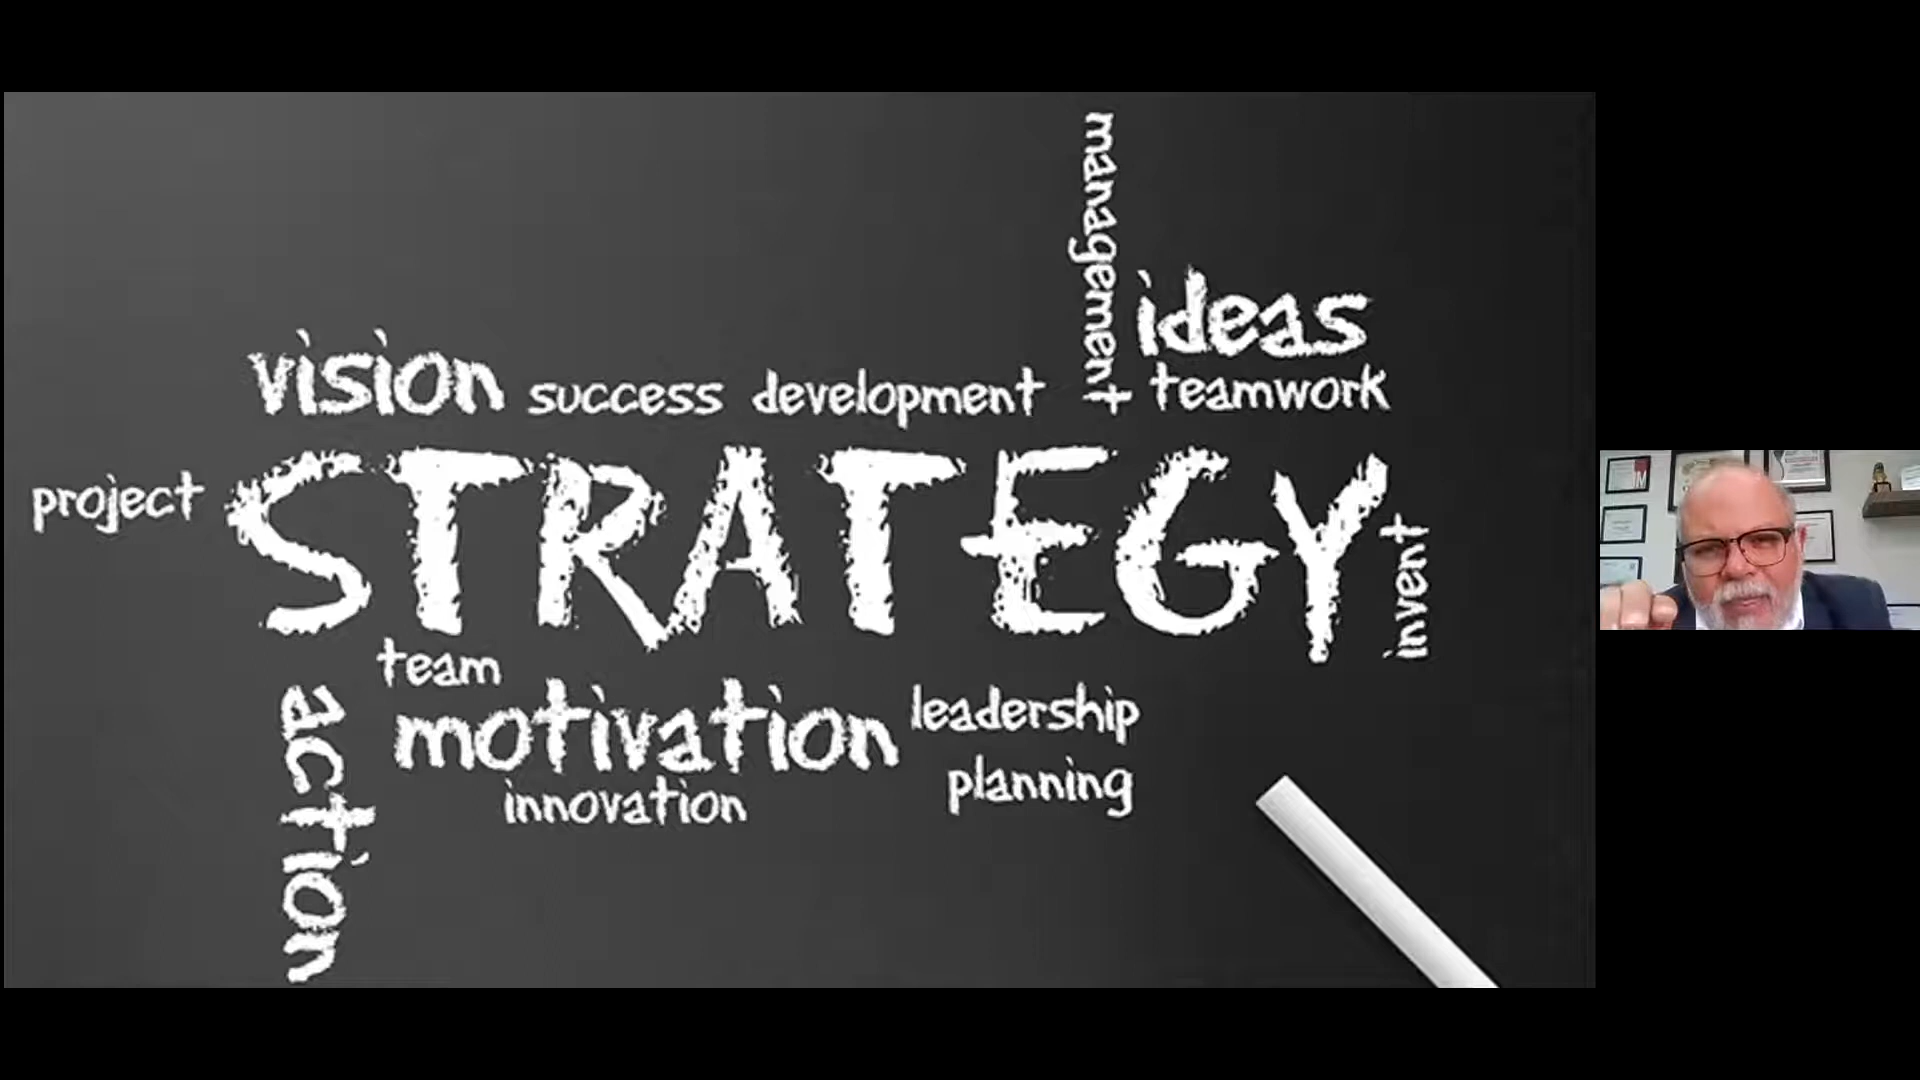 management
ideas
vision success development teamwork
project STRATEGY invent
team
action motivation leadership
innovation planning